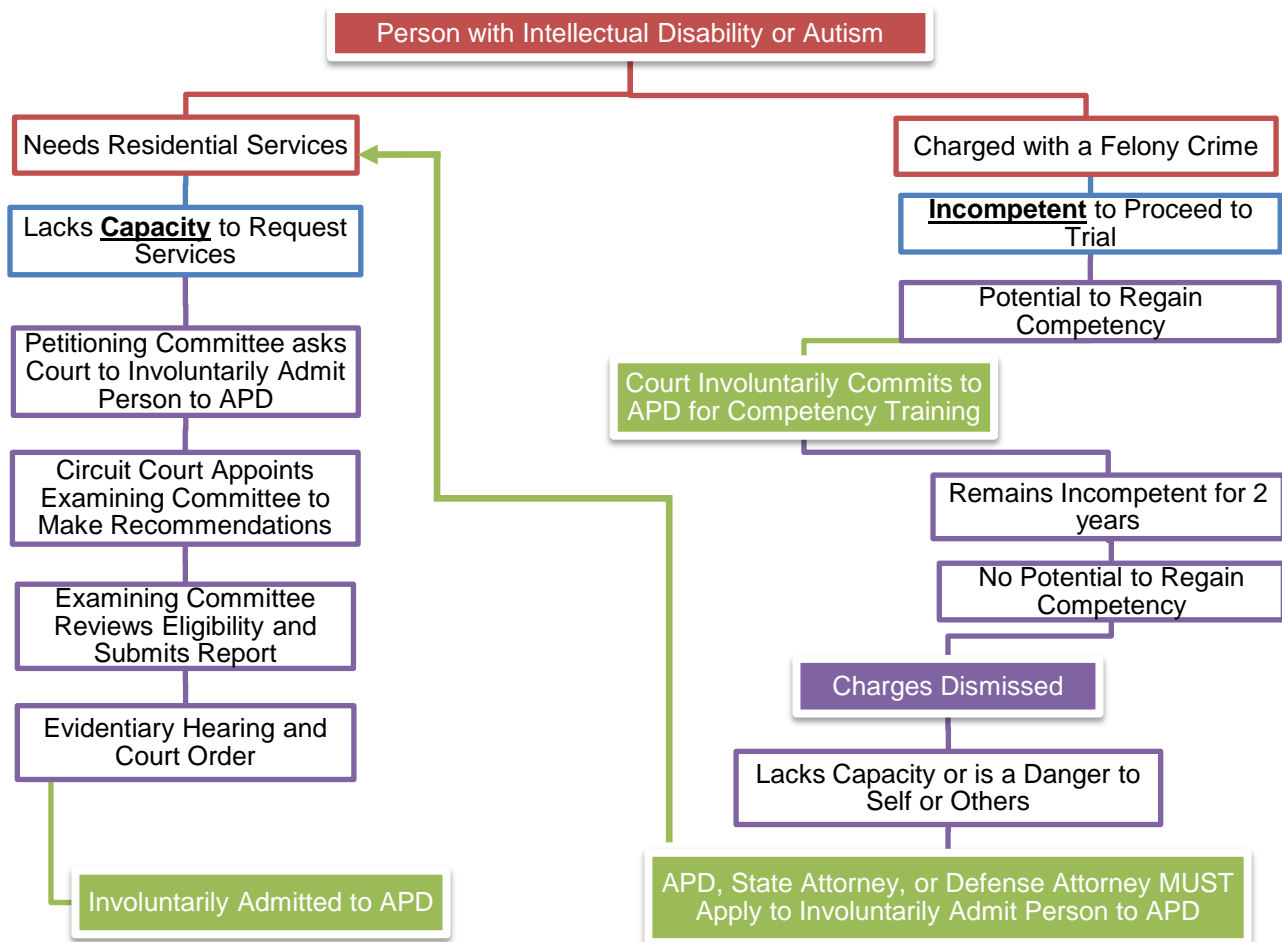 Person with Intellectual Disability or Autism
Needs Residential Services
Lacks Capacity to Request
Services
Petitioning Committee asks
Court to Involuntarily Admit
Person to APD
Circuit Court Appoints
Examining Committee to
Make Recommendations
Examining Committee
Reviews Eligibility and
Submits Report
Evidentiary Hearing and
Court Order
Involuntarily Admitted to APD
Charged with a Felony Crime
Incompetent to Proceed to
Trial
Potential to Regain
Competency
Court Involuntarily Commits to
APD for Competency Training
Remains Incompetent for 2
years
No Potential to Regain
Competency
Charges Dismissed
Lacks Capacity or is a Danger to
Self or Others
APD, State Attorney, or Defense Attorney MUST
Apply to Involuntarily Admit Person to APD